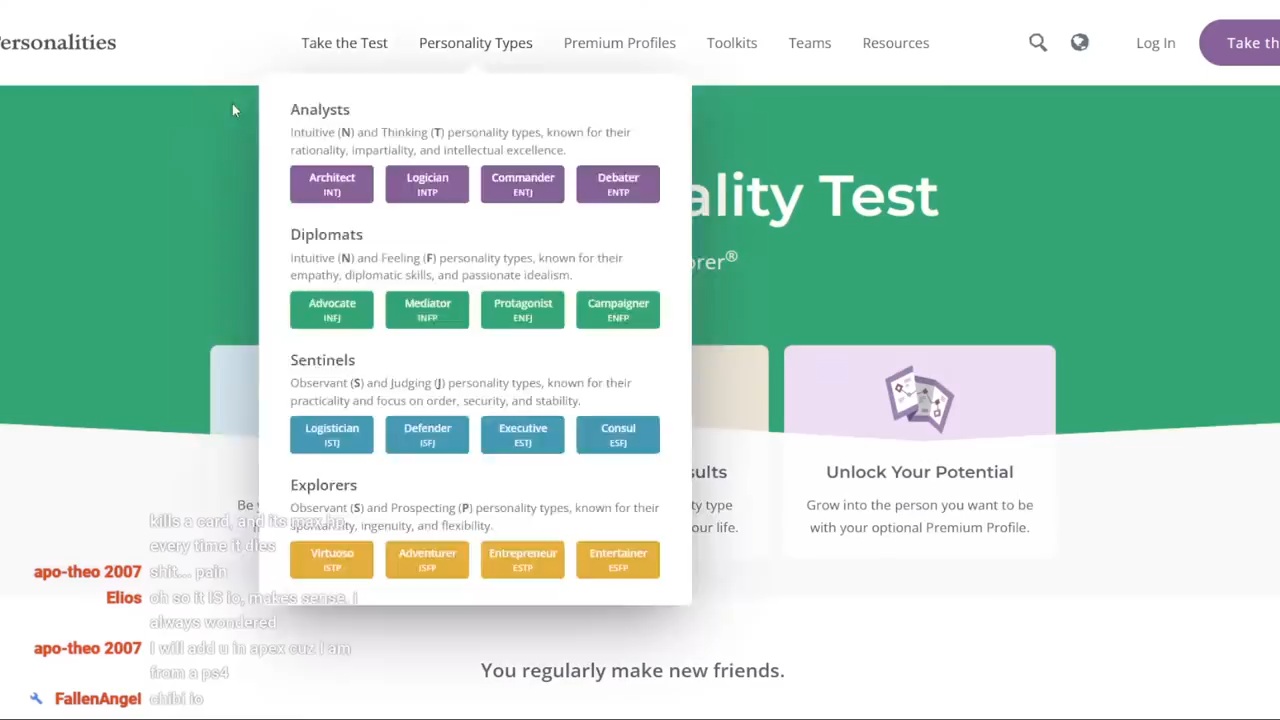 ersonalities
Take the Test
Personality Types
Premium Profiles
Toolkits
Teams
Resources
Log In
Take th
Analysts
Intuitive (N) and Thinking (T) personality types, known for their
rationality, impartiality, and intellectual excellence.
Architect
INTJ
Logician
INTP
Commander
ENTJ
Debater
ENTP
Diplomats
Intuitive (N) and Feeling (F) personality types, known for their
empathy, diplomatic skills, and passionate idealism.
Advocate
INFJ
Mediator
INFP
Protagonist
ENFJ
Campaigner
ENFP
Sentinels
Observant (S) and Judging (J) personality types, known for their
practicality and focus on order, security, and stability.
Logistician
ISTJ
Defender
ISFJ
Executive
ESTJ
Consul
ESFJ
Explorers
Observant (S) and Prospecting (P) personality types, known for their
ingenuity, and flexibility.
Virtuoso
ISTP
Adventurer
ISFP
Entrepreneur
ESTP
Entertainer
ESFP
ality Test
orer®
sults
ty type
our life.
Unlock Your Potential
Grow into the person you want to be
with your optional Premium Profile.
Be y
You regularly make new friends.
kills a card, and its max hp
every time it dies
apo-theo 2007 shit... pain
Elios oh so it IS io, makes sense. I
always wondered
apo-theo 2007 I will add u in apex cuz I am
from a ps4
FallenAngel chibi io